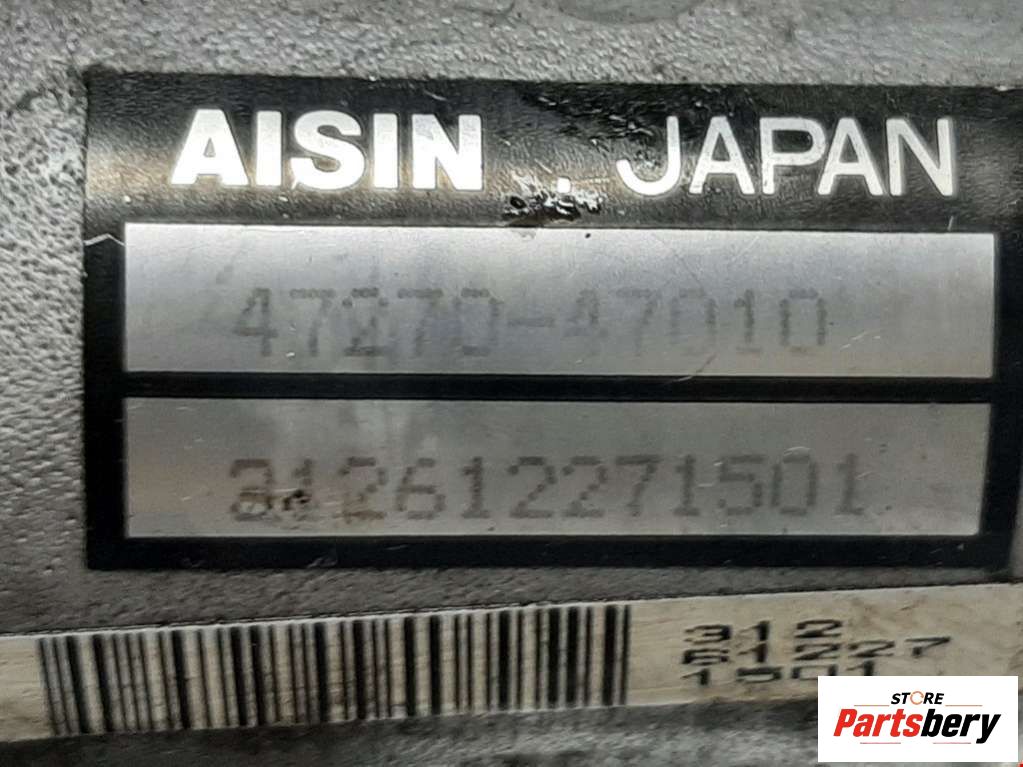 AISIN JAPAN
47270-47010
312612271501
312
61227
1501
STORE
Partsbery